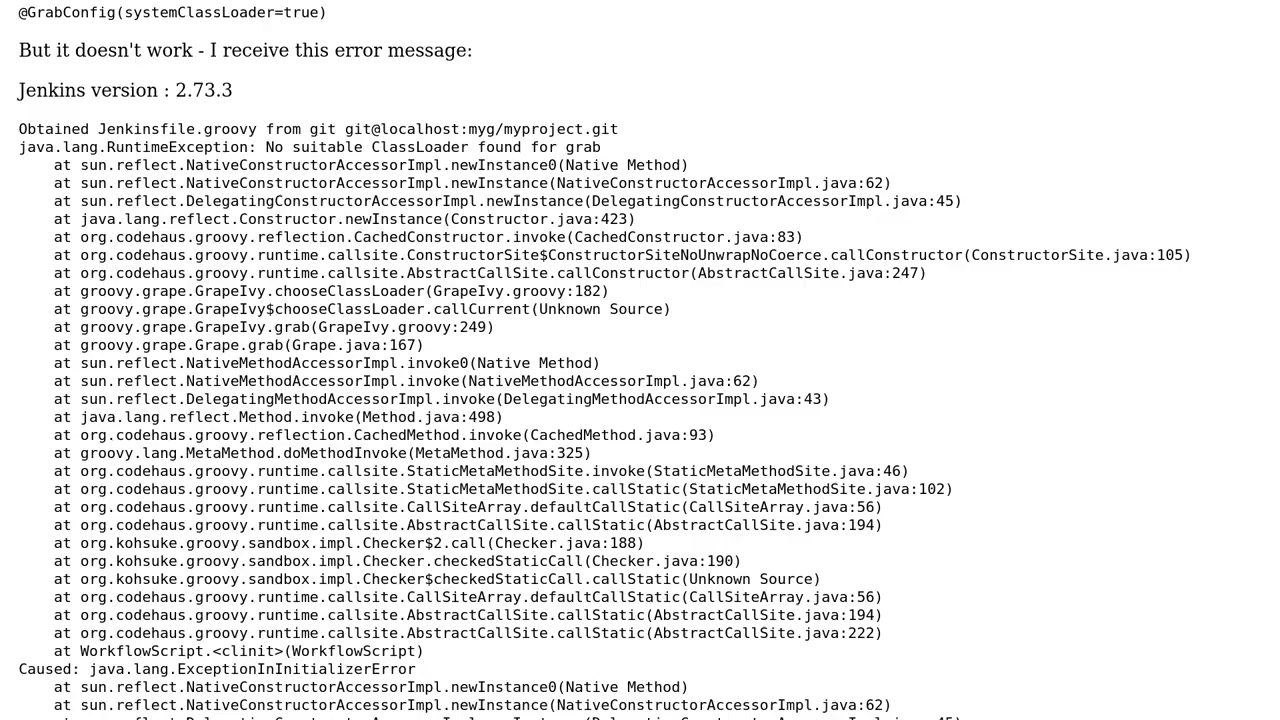 @GrabConfig(systemClassLoader=true)
But it doesn't work - I receive this error message:
Jenkins version : 2.73.3
Obtained Jenkinsfile.groovy from git git@localhost:myg/myproject.git
java.lang.RuntimeException: No suitable ClassLoader found for grab
    at sun.reflect.NativeConstructorAccessorImpl.newInstance0(Native Method)
    at sun.reflect.NativeConstructorAccessorImpl.newInstance(NativeConstructorAccessorImpl.java:62)
    at sun.reflect.DelegatingConstructorAccessorImpl.newInstance(DelegatingConstructorAccessorImpl.java:45)
    at java.lang.reflect.Constructor.newInstance(Constructor.java:423)
    at org.codehaus.groovy.reflection.CachedConstructor.invoke(CachedConstructor.java:83)
    at org.codehaus.groovy.runtime.callsite.ConstructorSite$ConstructorSiteNoUnwrapNoCoerce.callConstructor(ConstructorSite.java:105)
    at org.codehaus.groovy.runtime.callsite.AbstractCallSite.callConstructor(AbstractCallSite.java:247)
    at groovy.grape.GrapeIvy.chooseClassLoader(GrapeIvy.groovy:182)
    at groovy.grape.GrapeIvy$chooseClassLoader.callCurrent(Unknown Source)
    at groovy.grape.GrapeIvy.grab(GrapeIvy.groovy:249)
    at groovy.grape.Grape.grab(Grape.java:167)
    at sun.reflect.NativeMethodAccessorImpl.invoke0(Native Method)
    at sun.reflect.NativeMethodAccessorImpl.invoke(NativeMethodAccessorImpl.java:62)
    at sun.reflect.DelegatingMethodAccessorImpl.invoke(DelegatingMethodAccessorImpl.java:43)
    at java.lang.reflect.Method.invoke(Method.java:498)
    at org.codehaus.groovy.reflection.CachedMethod.invoke(CachedMethod.java:93)
    at groovy.lang.MetaMethod.doMethodInvoke(MetaMethod.java:325)
    at org.codehaus.groovy.runtime.callsite.StaticMetaMethodSite.invoke(StaticMetaMethodSite.java:46)
    at org.codehaus.groovy.runtime.callsite.StaticMetaMethodSite.callStatic(StaticMetaMethodSite.java:102)
    at org.codehaus.groovy.runtime.callsite.CallSiteArray.defaultCallStatic(CallSiteArray.java:56)
    at org.codehaus.groovy.runtime.callsite.AbstractCallSite.callStatic(AbstractCallSite.java:194)
    at org.kohsuke.groovy.sandbox.impl.Checker$2.call(Checker.java:188)
    at org.kohsuke.groovy.sandbox.impl.Checker.checkedStaticCall(Checker.java:190)
    at org.kohsuke.groovy.sandbox.impl.Checker$checkedStaticCall.callStatic(Unknown Source)
    at org.codehaus.groovy.runtime.callsite.CallSiteArray.defaultCallStatic(CallSiteArray.java:56)
    at org.codehaus.groovy.runtime.callsite.AbstractCallSite.callStatic(AbstractCallSite.java:194)
    at org.codehaus.groovy.runtime.callsite.AbstractCallSite.callStatic(AbstractCallSite.java:222)
    at WorkflowScript.<clinit>(WorkflowScript)
Caused: java.lang.ExceptionInInitializerError
    at sun.reflect.NativeConstructorAccessorImpl.newInstance0(Native Method)
    at sun.reflect.NativeConstructorAccessorImpl.newInstance(NativeConstructorAccessorImpl.java:62)